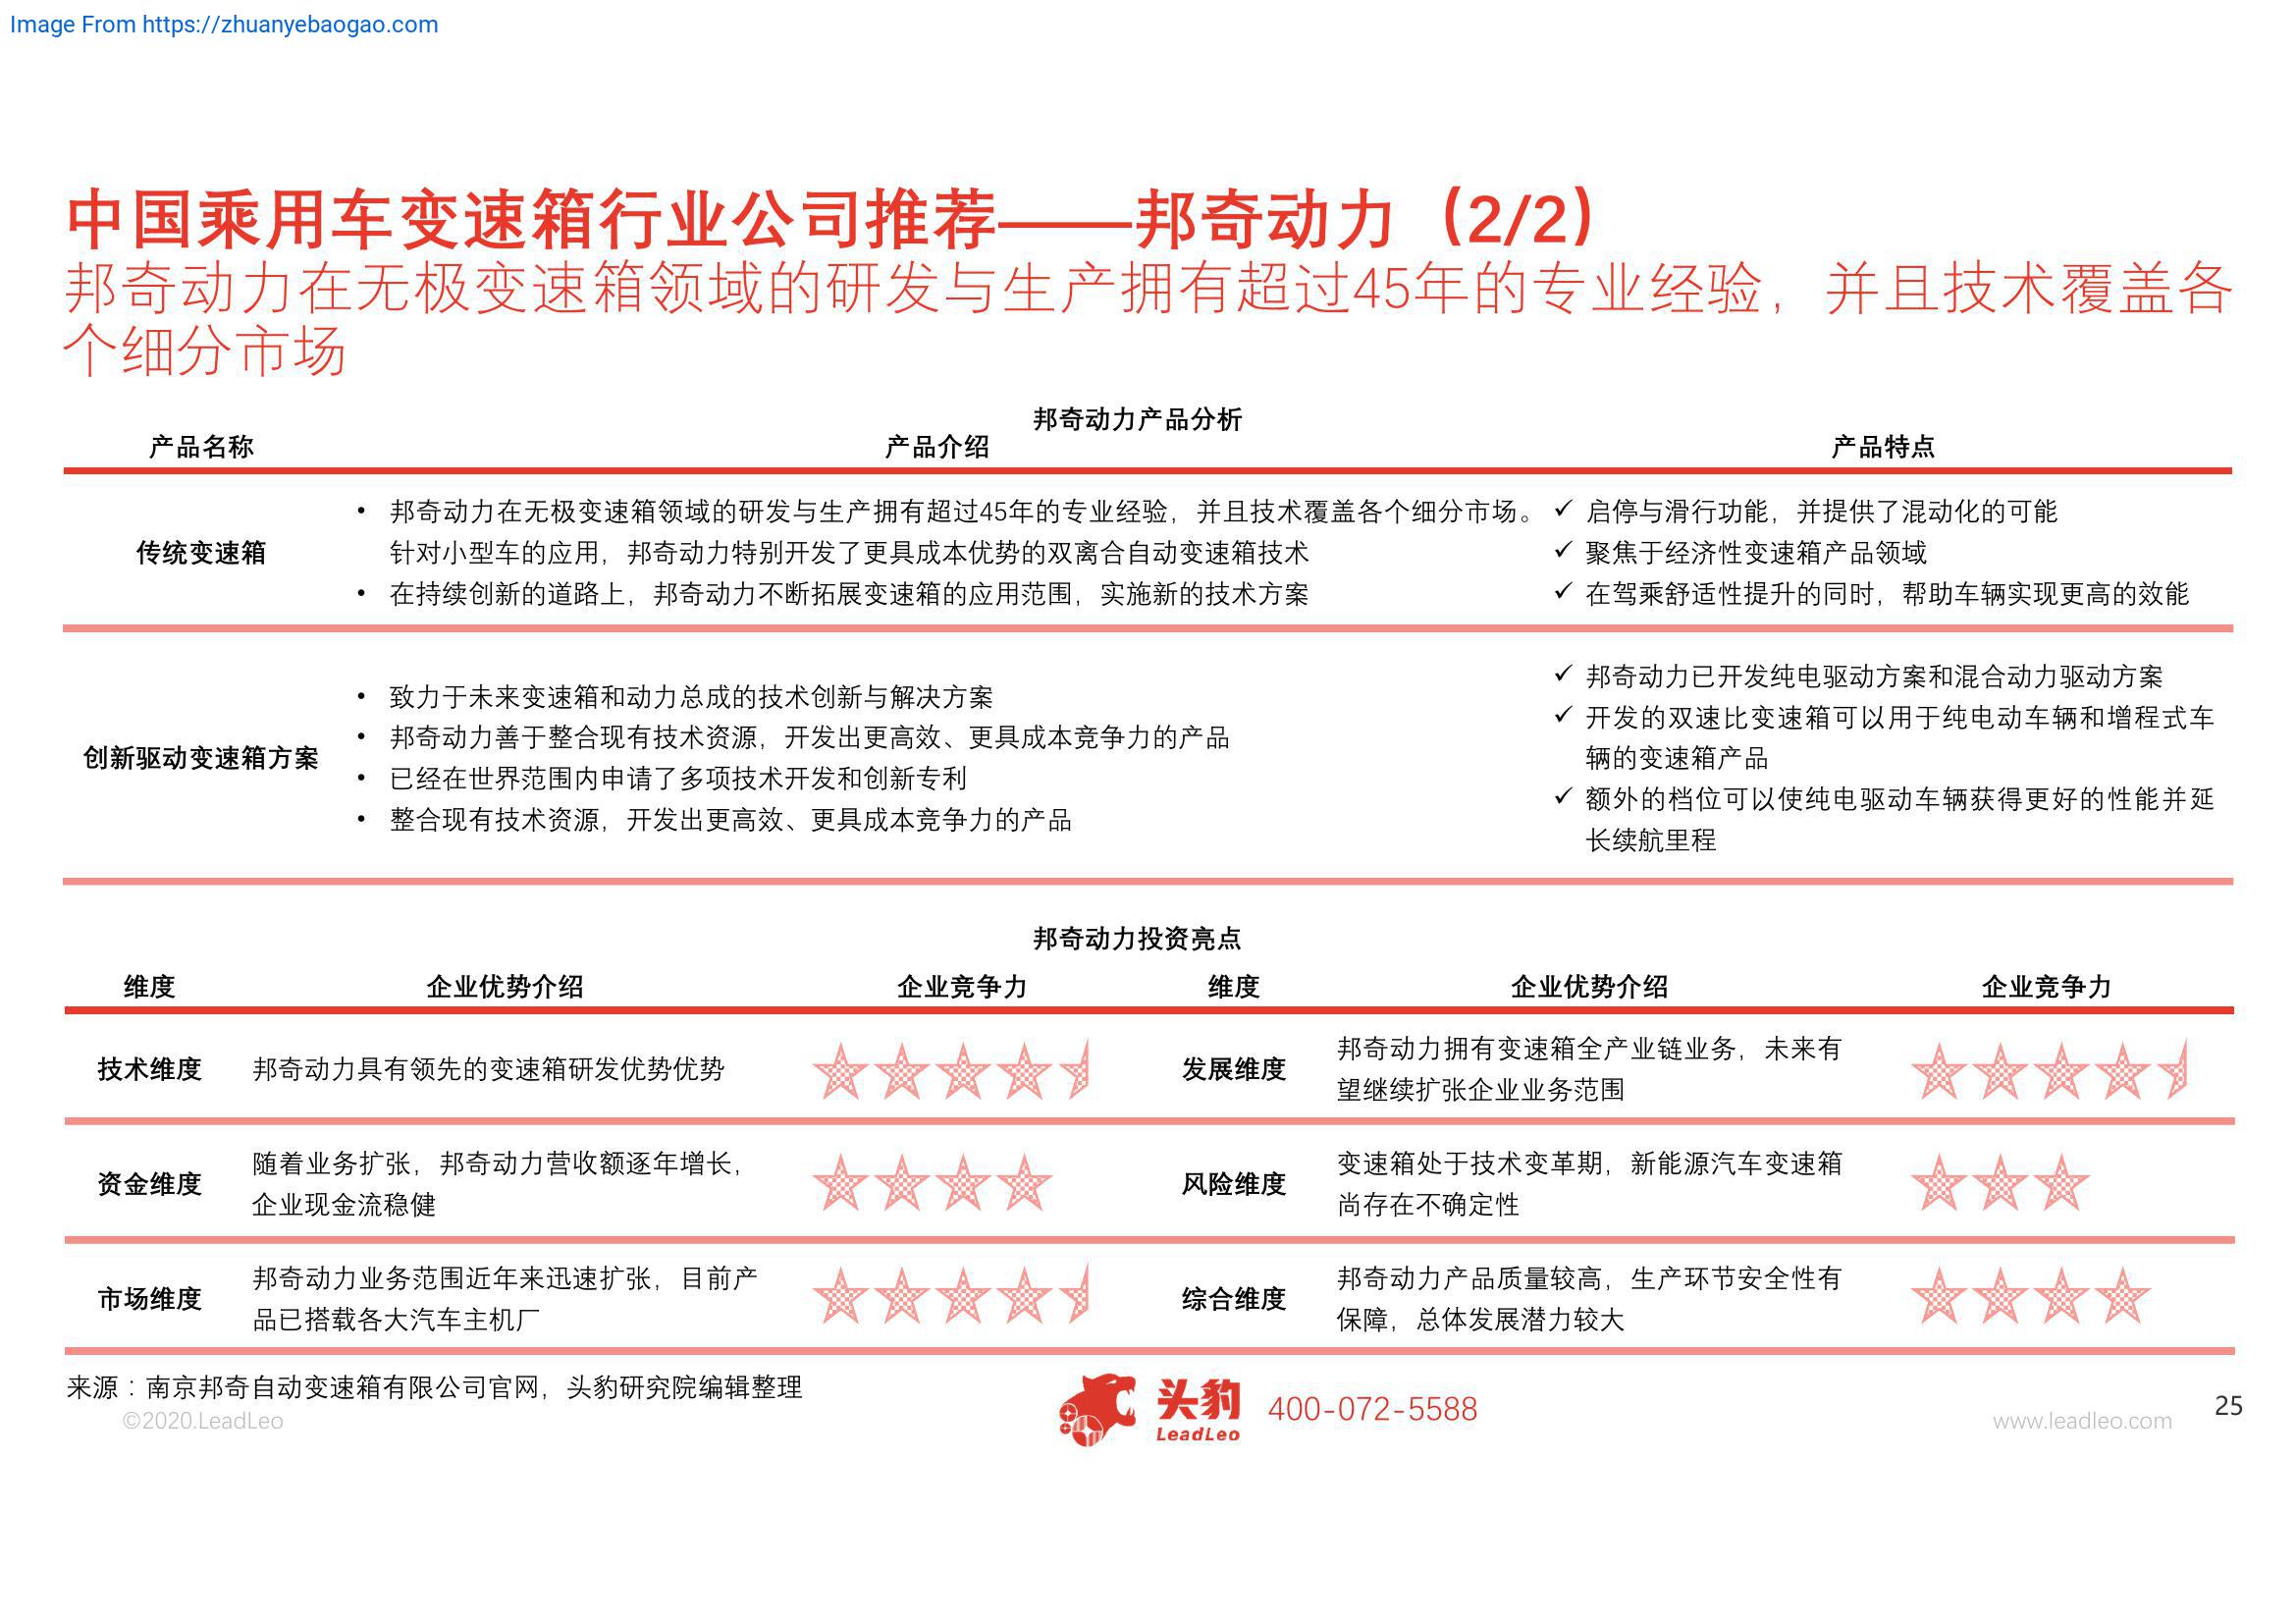 Image From https://zhuanyebaogao.com
中国乘用车变速箱行业公司推荐——邦奇动力（2/2）
邦奇动力在无极变速箱领域的研发与生产拥有超过45年的专业经验，并且技术覆盖各
个细分市场
邦奇动力产品分析
产品名称
产品介绍
产品特点
传统变速箱
• 邦奇动力在无极变速箱领域的研发与生产拥有超过45年的专业经验，并且技术覆盖各个细分市场。
针对小型车的应用，邦奇动力特别开发了更具成本优势的双离合自动变速箱技术
• 在持续创新的道路上，邦奇动力不断拓展变速箱的应用范围，实施新的技术方案
✓ 启停与滑行功能，并提供了混动化的可能
✓ 聚焦于经济性变速箱产品领域
✓ 在驾乘舒适性提升的同时，帮助车辆实现更高的效能
创新驱动变速箱方案
• 致力于未来变速箱和动力总成的技术创新与解决方案
• 邦奇动力善于整合现有技术资源，开发出更高效、更具成本竞争力的产品
• 已经在世界范围内申请了多项技术开发和创新专利
• 整合现有技术资源，开发出更高效、更具成本竞争力的产品
✓ 邦奇动力已开发纯电驱动方案和混合动力驱动方案
✓ 开发的双速比变速箱可以用于纯电动车辆和增程式车
辆的变速箱产品
✓ 额外的档位可以使纯电驱动车辆获得更好的性能并延
长续航里程
邦奇动力投资亮点
维度
企业优势介绍
企业竞争力
维度
企业优势介绍
企业竞争力
技术维度
邦奇动力具有领先的变速箱研发优势优势
发展维度
邦奇动力拥有变速箱全产业链业务，未来有
望继续扩张企业业务范围
资金维度
随着业务扩张，邦奇动力营收额逐年增长，
企业现金流稳健
风险维度
变速箱处于技术变革期，新能源汽车变速箱
尚存在不确定性
市场维度
邦奇动力业务范围近年来迅速扩张，目前产
品已搭载各大汽车主机厂
综合维度
邦奇动力产品质量较高，生产环节安全性有
保障，总体发展潜力较大
来源：南京邦奇自动变速箱有限公司官网，头豹研究院编辑整理
©2020.LeadLeo
头豹
LeadLeo
400-072-5588
www.leadleo.com
25